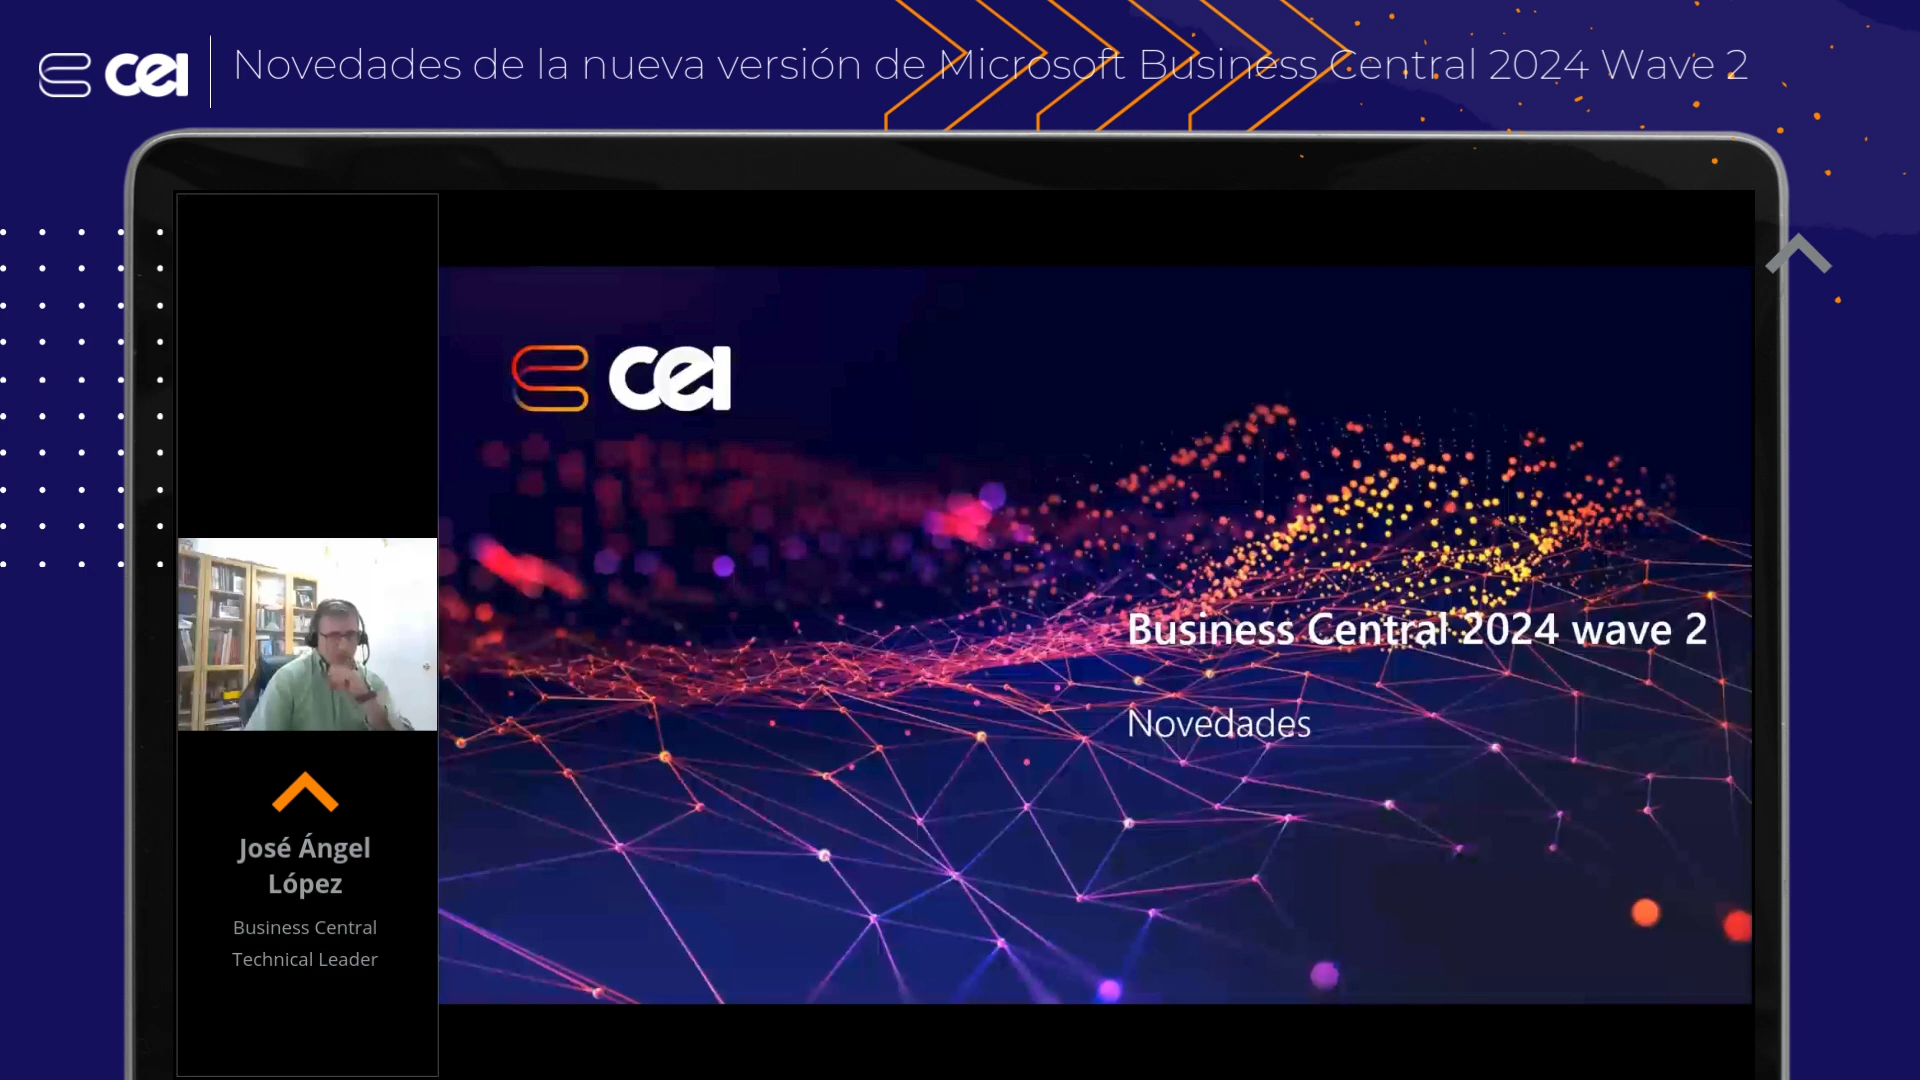 cei
Novedades de la nueva versión de Microsoft Business Central 2024 Wave 2
cei
Business Central 2024 wave 2
Novedades
José Ángel
López
Business Central
Technical Leader